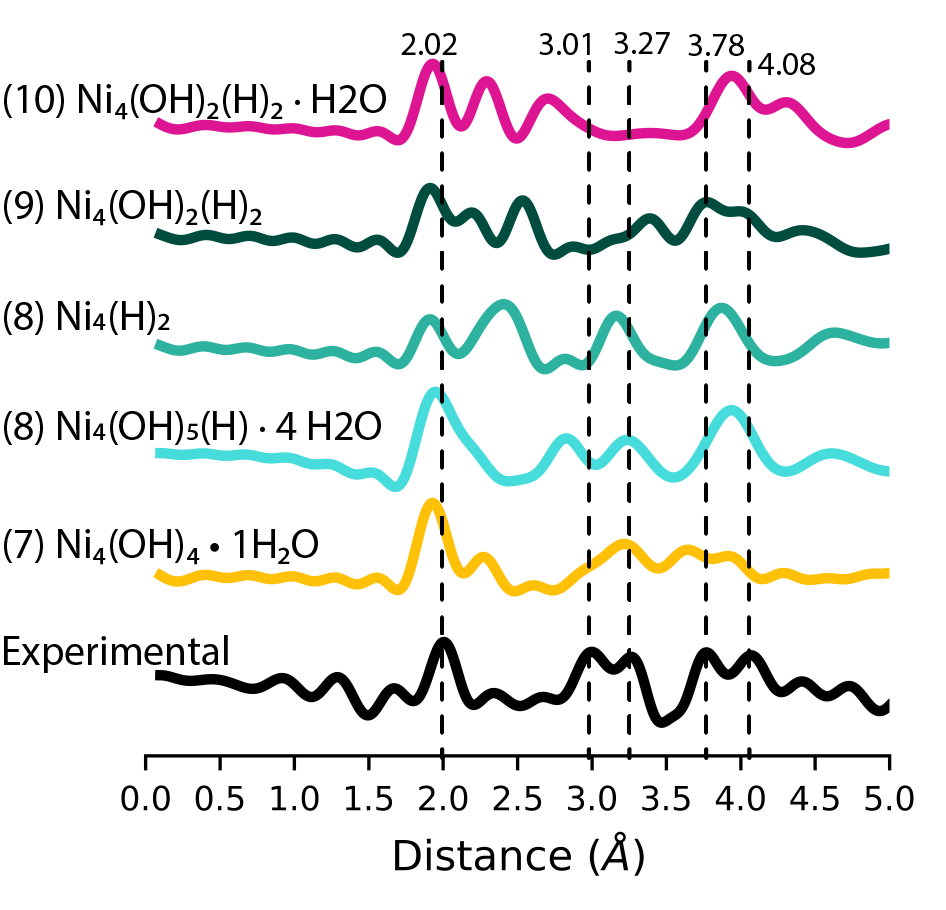 2.02 3.01 3.27 3.78 4.08
(10) Ni₄(OH)₂(H)₂ · H2O
(9) Ni₄(OH)₂(H)₂
(8) Ni₄(H)₂
(8) Ni₄(OH)₅(H) · 4 H2O
(7) Ni₄(OH)₄ • 1H₂O
Experimental
0.0 0.5 1.0 1.5 2.0 2.5 3.0 3.5 4.0 4.5 5.0
Distance (Å)